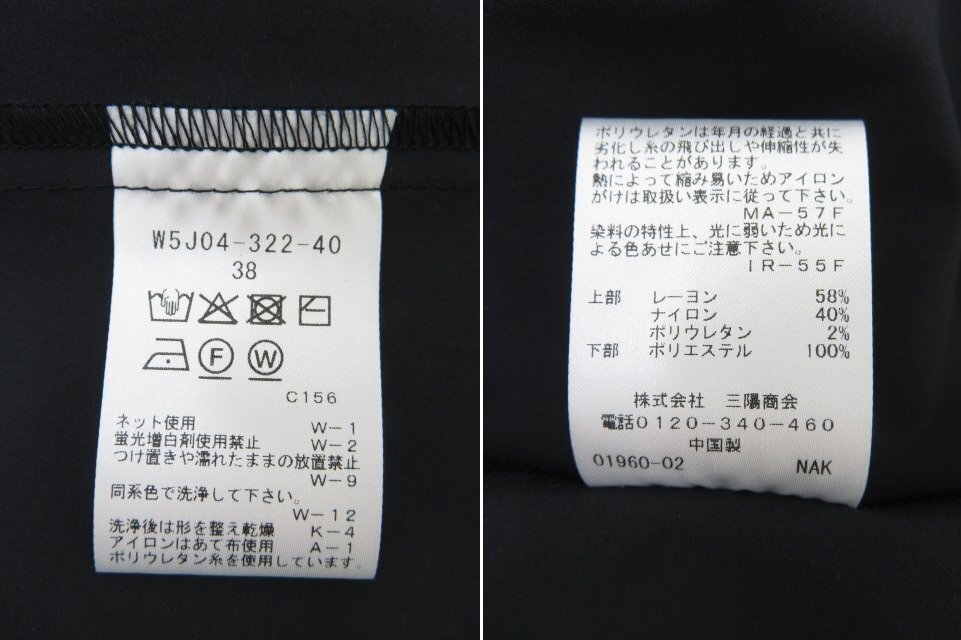 W5J04-322-40
38
F
W
C156
ネット使用 W-1
蛍光増白剤使用禁止 W-2
つけ置きや濡れたままの放置禁止
W-9
同系色で洗浄して下さい。
W-12
洗浄後は形を整え乾燥 K-4
アイロンはあて布使用 A-1
ポリウレタン糸を使用しています。
ポリウレタンは年月の経過と共に
劣化し糸の飛び出しや伸縮性が失
われることがあります。
熱によって縮み易いためアイロン
がけは取扱い表示に従って下さい。
MA-57F
染料の特性上、光に弱いため光に
よる色あせにご注意下さい。
IR-55F
上部 レーヨン 58%
ナイロン 40%
ポリウレタン 2%
下部 ポリエステル 100%
株式会社 三陽商会
電話0120-340-460
中国製
01960-02 NAK